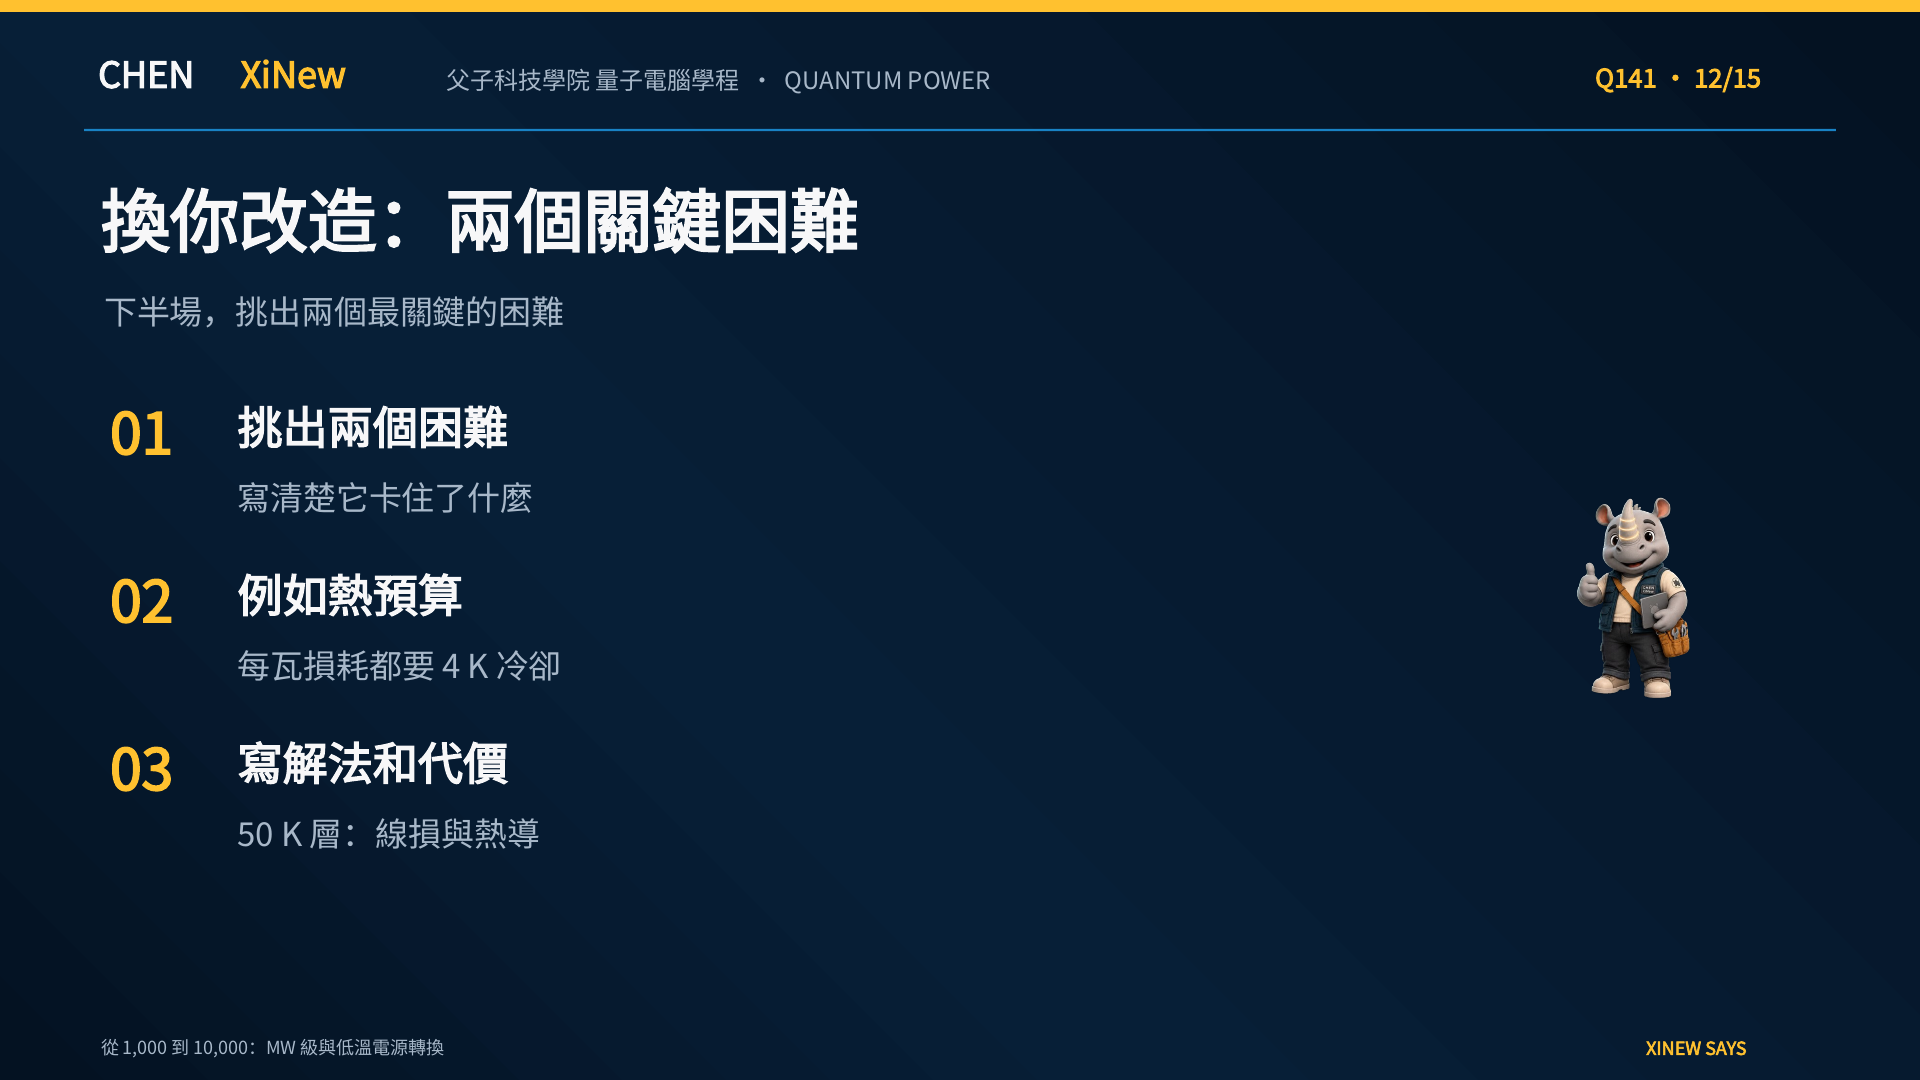 CHEN XiNew 父子科技學院 量子電腦學程 · QUANTUM POWER Q141 · 12/15
換你改造：兩個關鍵困難
下半場，挑出兩個最關鍵的困難
01 挑出兩個困難
寫清楚它卡住了什麼
02 例如熱預算
每瓦損耗都要 4 K 冷卻
03 寫解法和代價
50 K 層：線損與熱導
從 1,000 到 10,000：MW 級與低溫電源轉換 XINEW SAYS